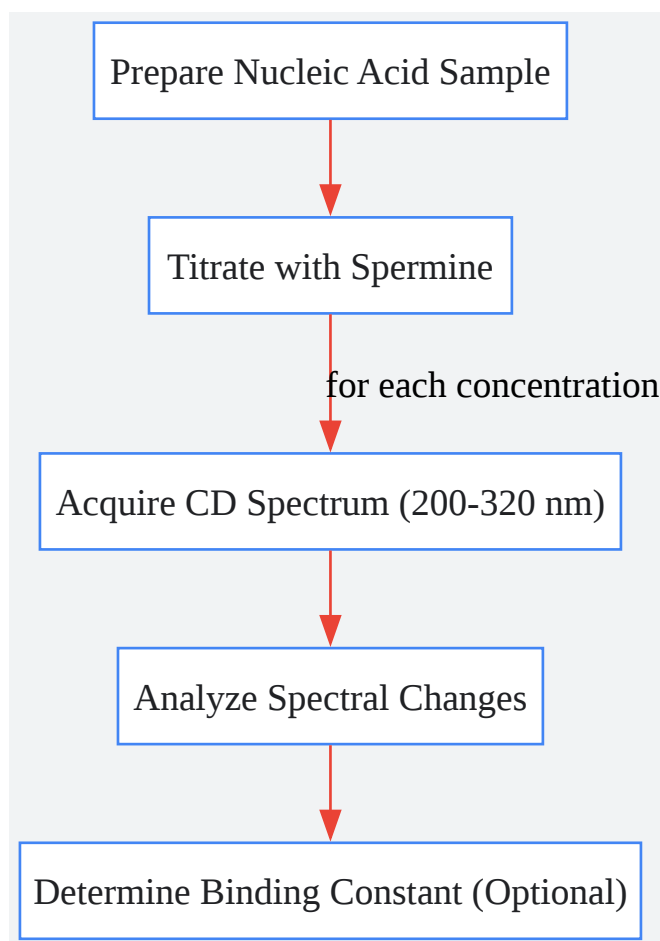 Prepare Nucleic Acid Sample
Titrate with Spermine
for each concentration
Acquire CD Spectrum (200-320 nm)
Analyze Spectral Changes
Determine Binding Constant (Optional)